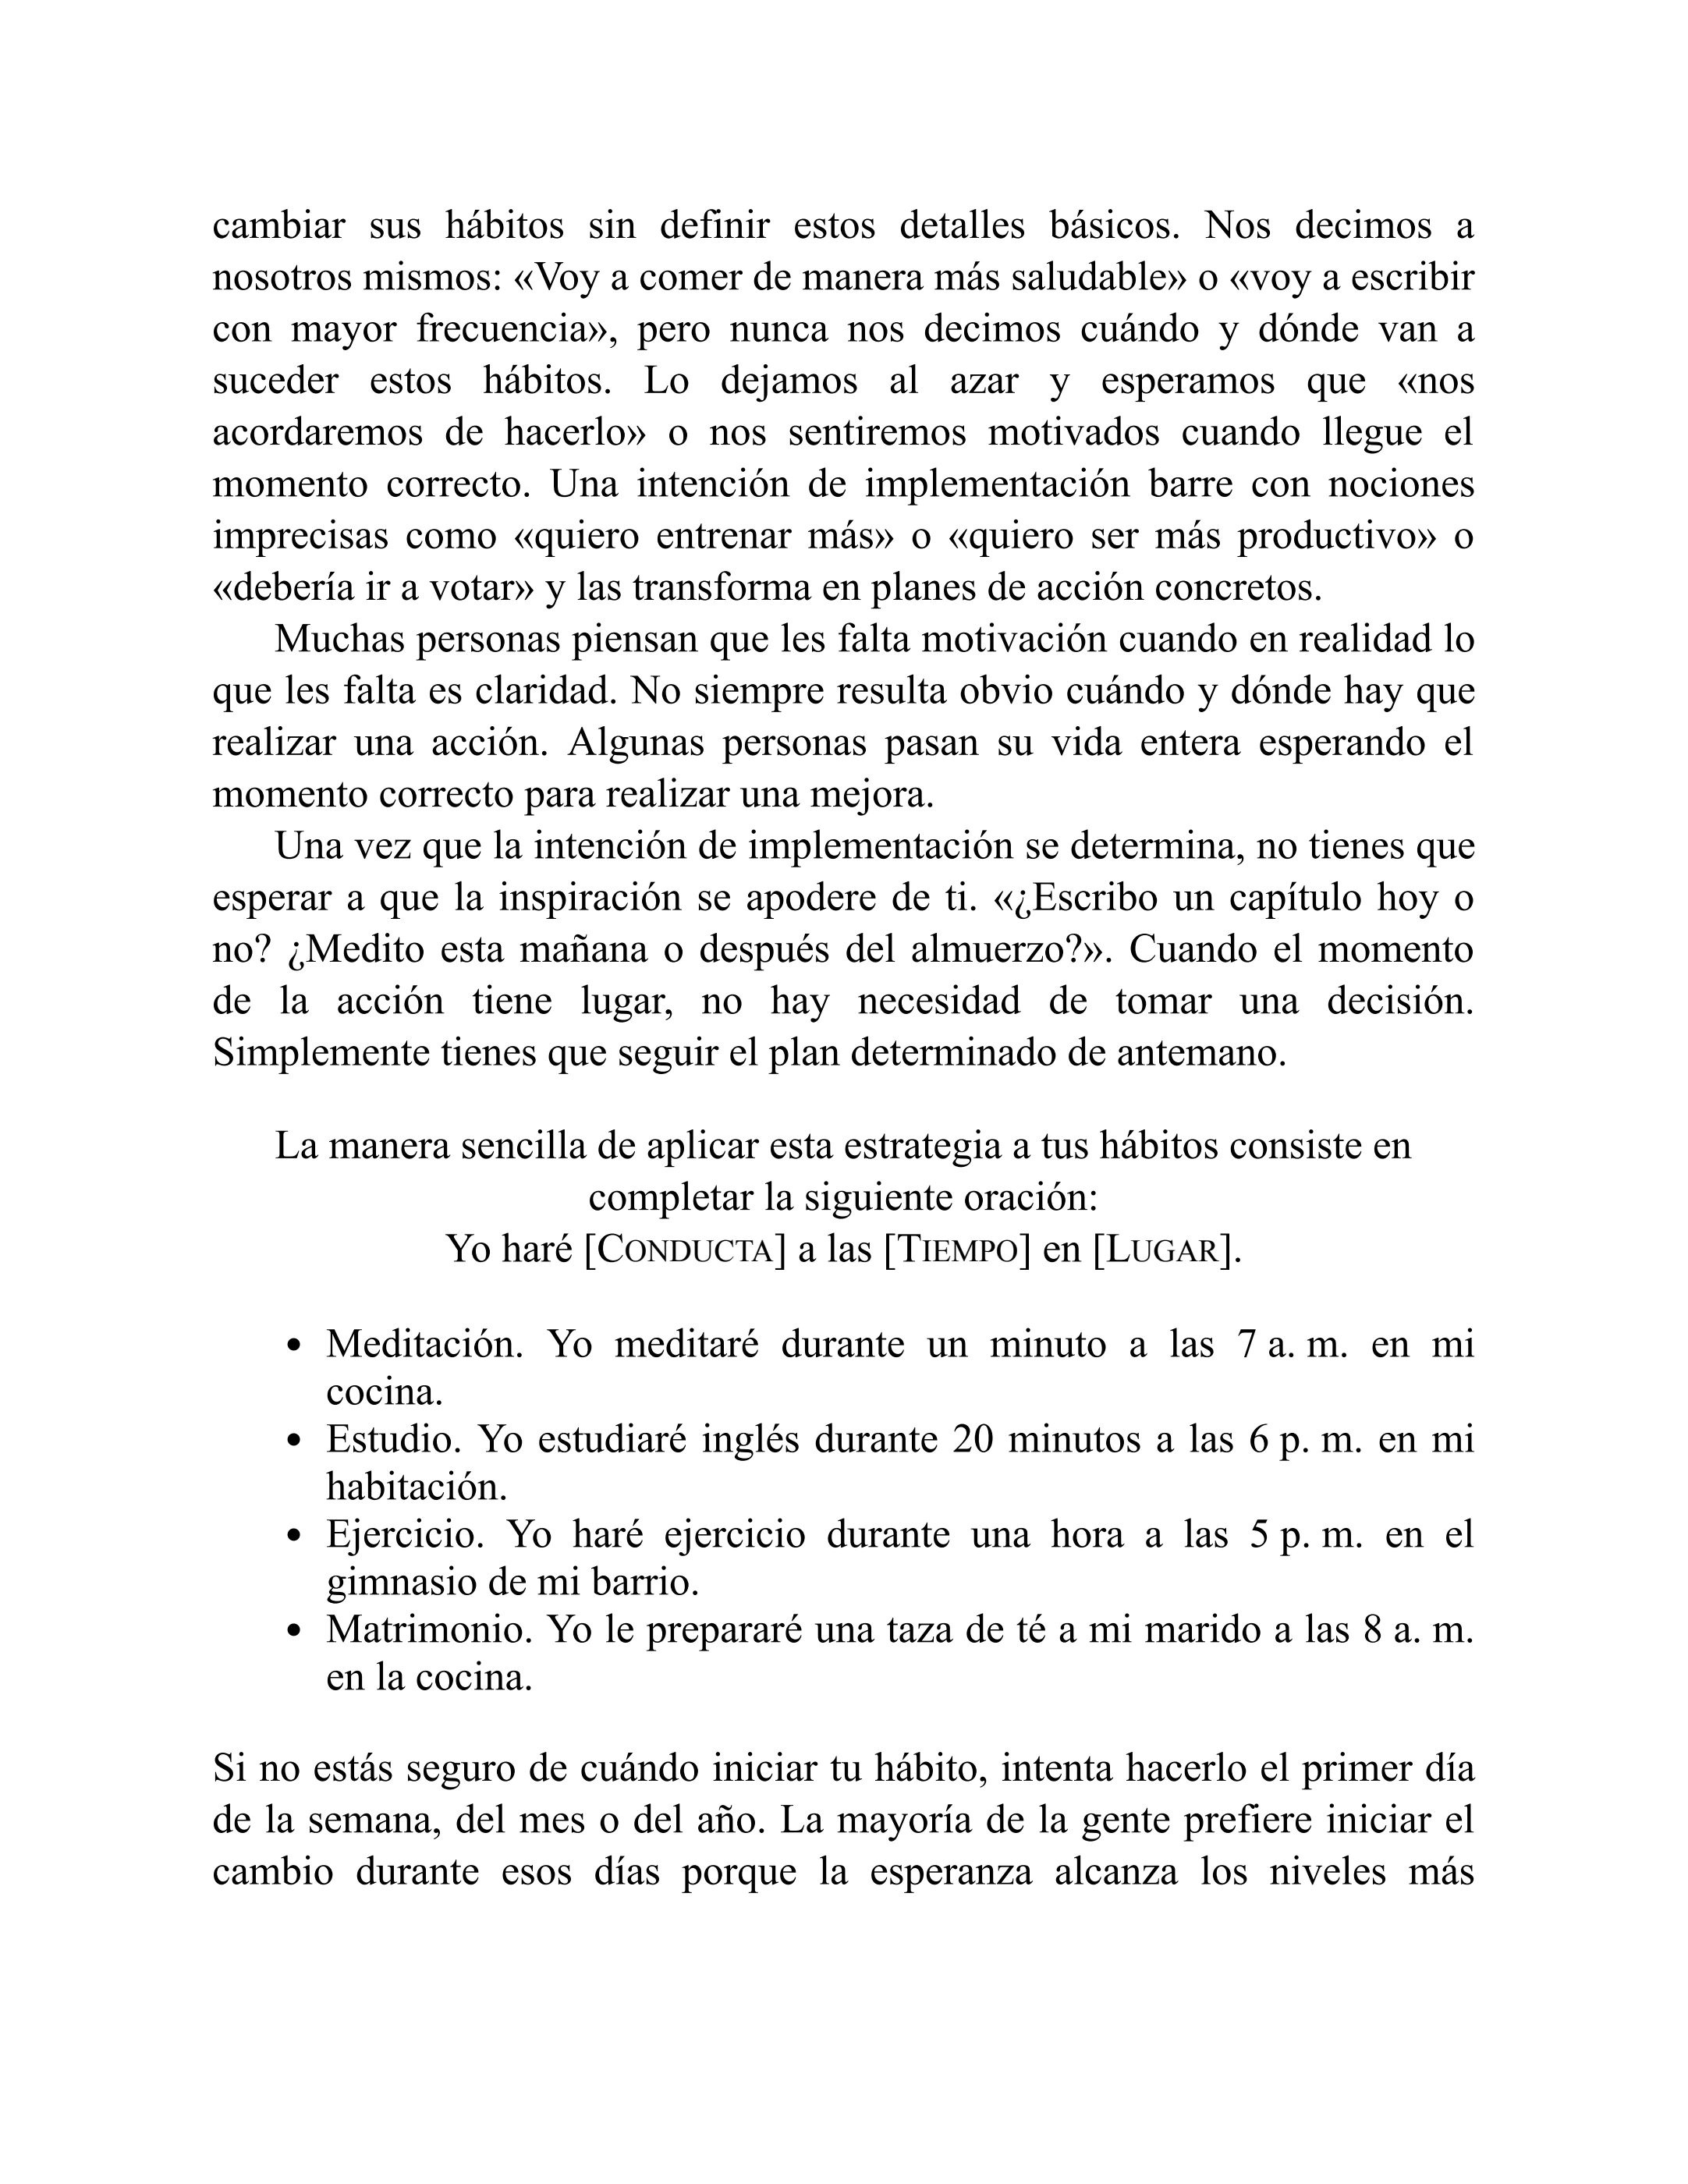 cambiar sus hábitos sin definir estos detalles básicos. Nos decimos a
nosotros mismos: «Voy a comer de manera más saludable» o «voy a escribir
con mayor frecuencia», pero nunca nos decimos cuándo y dónde van a
suceder estos hábitos. Lo dejamos al azar y esperamos que «nos
acordaremos de hacerlo» o nos sentiremos motivados cuando llegue el
momento correcto. Una intención de implementación barre con nociones
imprecisas como «quiero entrenar más» o «quiero ser más productivo» o
«debería ir a votar» y las transforma en planes de acción concretos.
Muchas personas piensan que les falta motivación cuando en realidad lo
que les falta es claridad. No siempre resulta obvio cuándo y dónde hay que
realizar una acción. Algunas personas pasan su vida entera esperando el
momento correcto para realizar una mejora.
Una vez que la intención de implementación se determina, no tienes que
esperar a que la inspiración se apodere de ti. «¿Escribo un capítulo hoy o
no? ¿Medito esta mañana o después del almuerzo?». Cuando el momento
de la acción tiene lugar, no hay necesidad de tomar una decisión.
Simplemente tienes que seguir el plan determinado de antemano.
La manera sencilla de aplicar esta estrategia a tus hábitos consiste en
completar la siguiente oración:
Yo haré [CONDUCTA] a las [TIEMPO] en [LUGAR].
• Meditación. Yo meditaré durante un minuto a las 7 a. m. en mi
cocina.
• Estudio. Yo estudiaré inglés durante 20 minutos a las 6 p. m. en mi
habitación.
• Ejercicio. Yo haré ejercicio durante una hora a las 5 p. m. en el
gimnasio de mi barrio.
• Matrimonio. Yo le prepararé una taza de té a mi marido a las 8 a. m.
en la cocina.
Si no estás seguro de cuándo iniciar tu hábito, intenta hacerlo el primer día
de la semana, del mes o del año. La mayoría de la gente prefiere iniciar el
cambio durante esos días porque la esperanza alcanza los niveles más